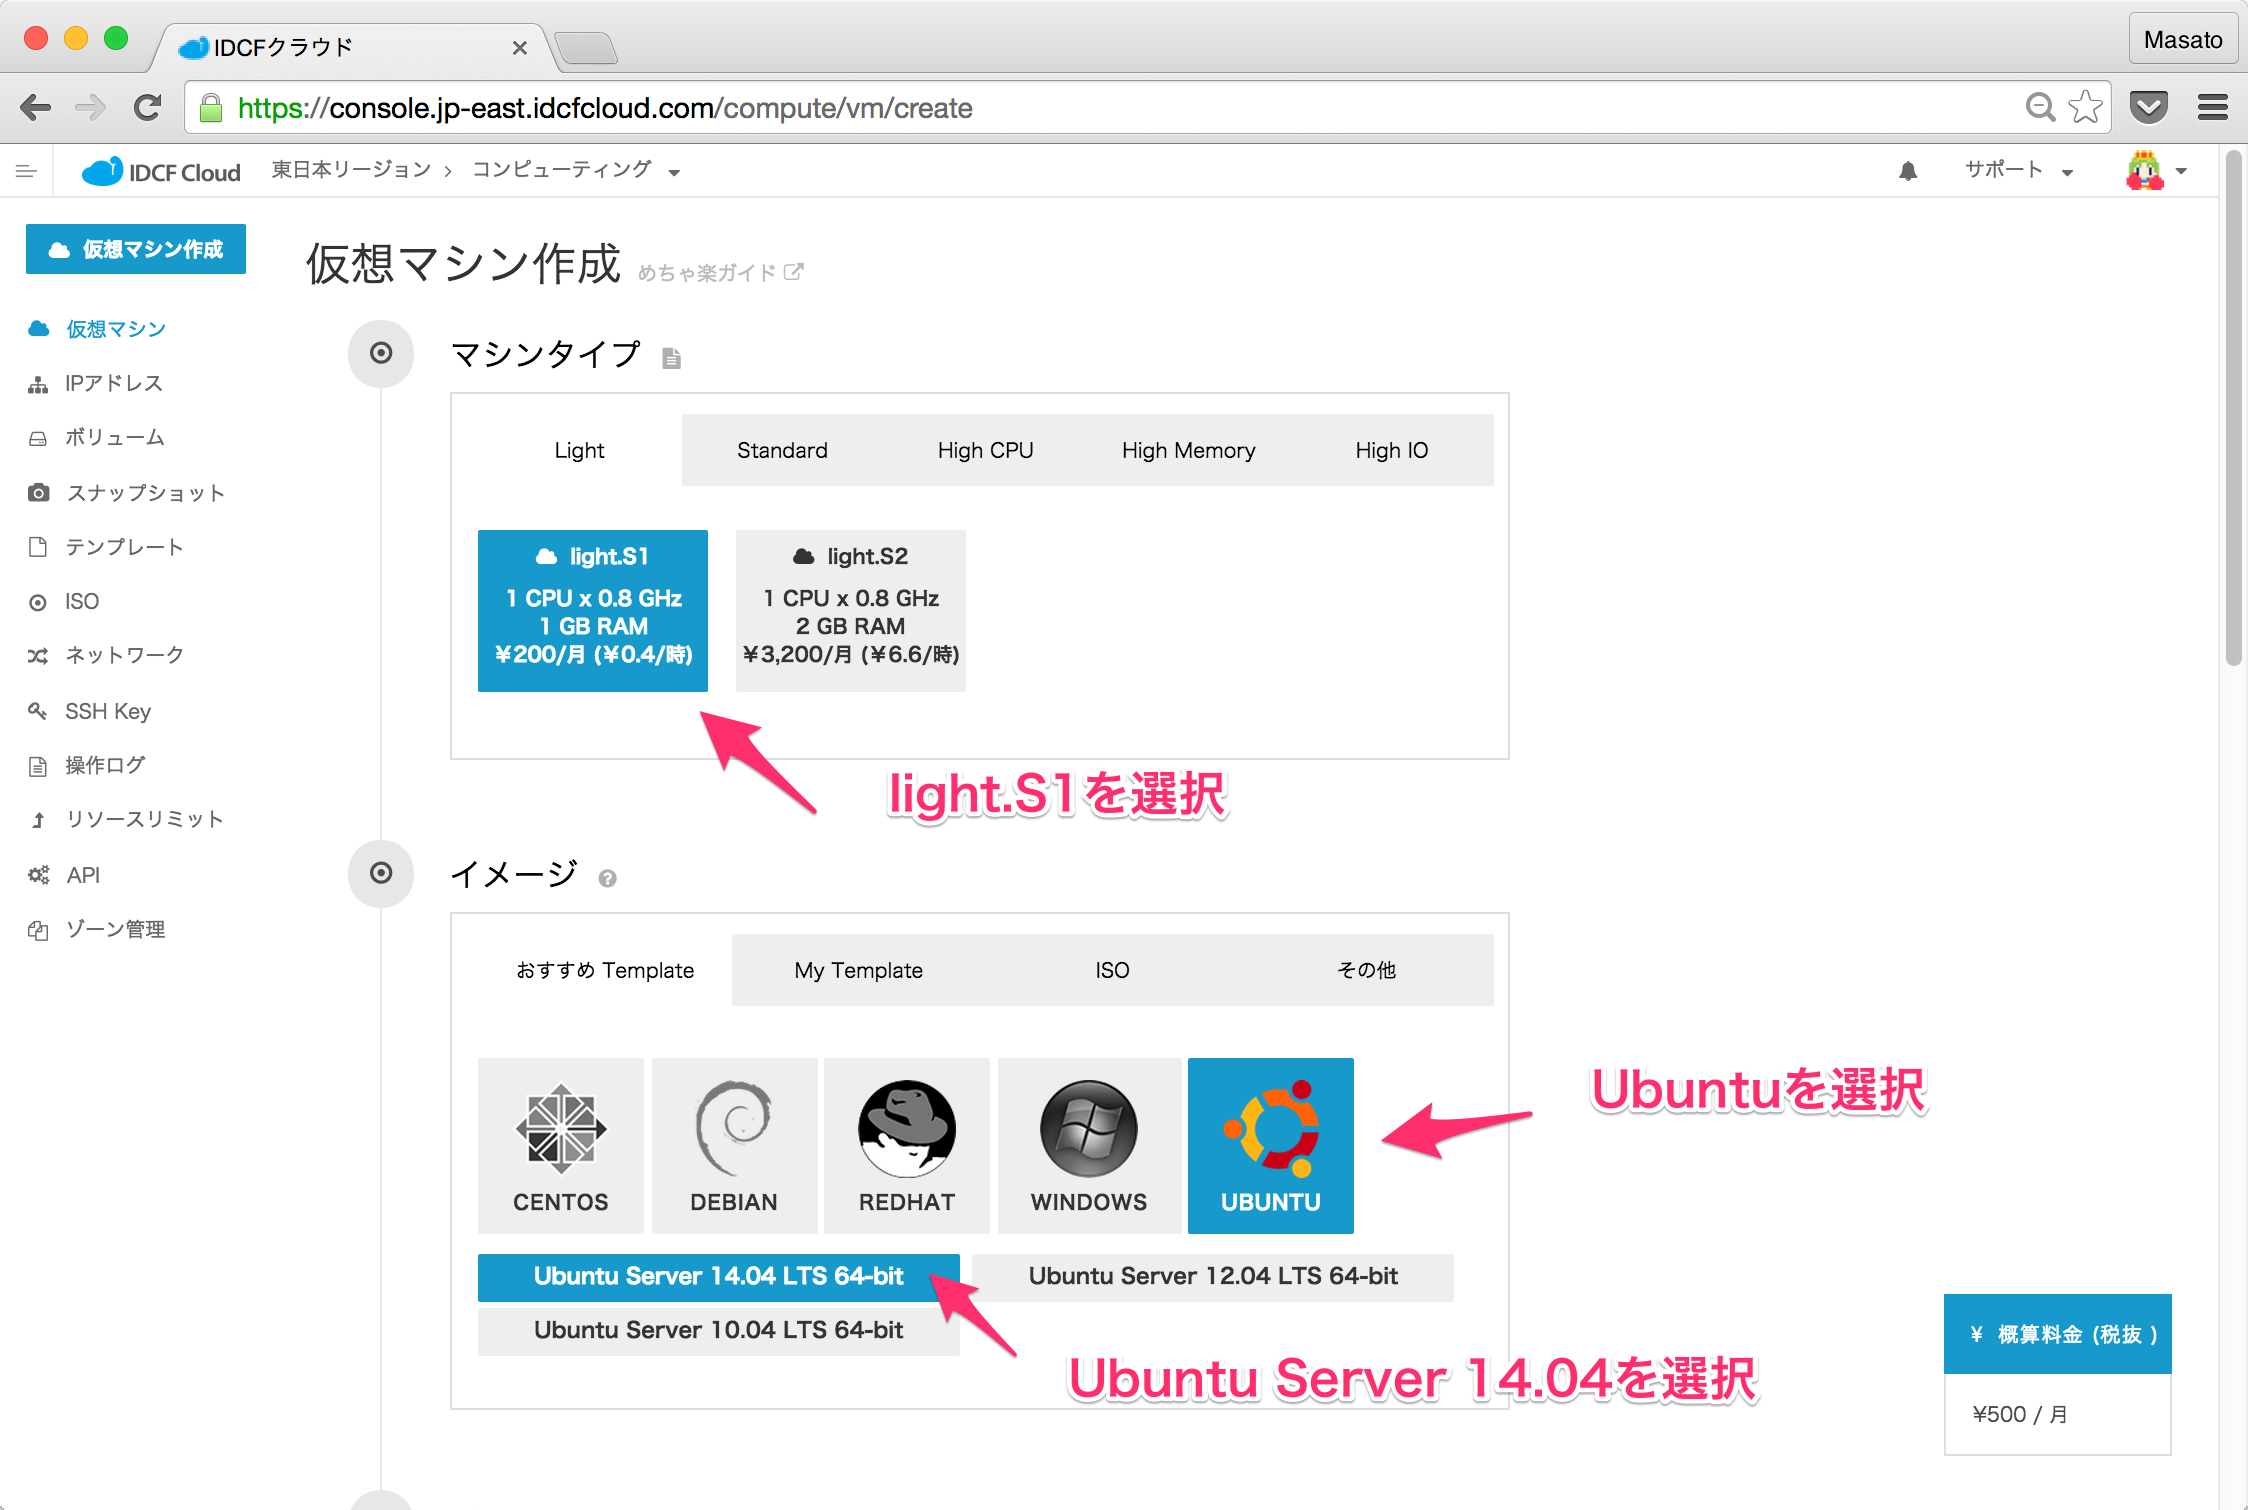 IDCFクラウド
Masato
https://console.jp-east.idcfcloud.com/compute/vm/create
IDCF Cloud
東日本リージョン › コンピューティング
サポート
仮想マシン作成
仮想マシン
IPアドレス
ボリューム
スナップショット
テンプレート
ISO
ネットワーク
SSH Key
操作ログ
リソースリミット
API
ゾーン管理
仮想マシン作成 めちゃ楽ガイド
マシンタイプ
Light
Standard
High CPU
High Memory
High IO
light.S1
1 CPU x 0.8 GHz
1 GB RAM
¥200/月 (¥0.4/時)
light.S2
1 CPU x 0.8 GHz
2 GB RAM
¥3,200/月 (¥6.6/時)
light.S1を選択
イメージ
おすすめ Template
My Template
ISO
その他
CENTOS
DEBIAN
REDHAT
WINDOWS
UBUNTU
Ubuntuを選択
Ubuntu Server 14.04 LTS 64-bit
Ubuntu Server 12.04 LTS 64-bit
Ubuntu Server 10.04 LTS 64-bit
Ubuntu Server 14.04を選択
¥ 概算料金 (税抜 )
¥500 / 月